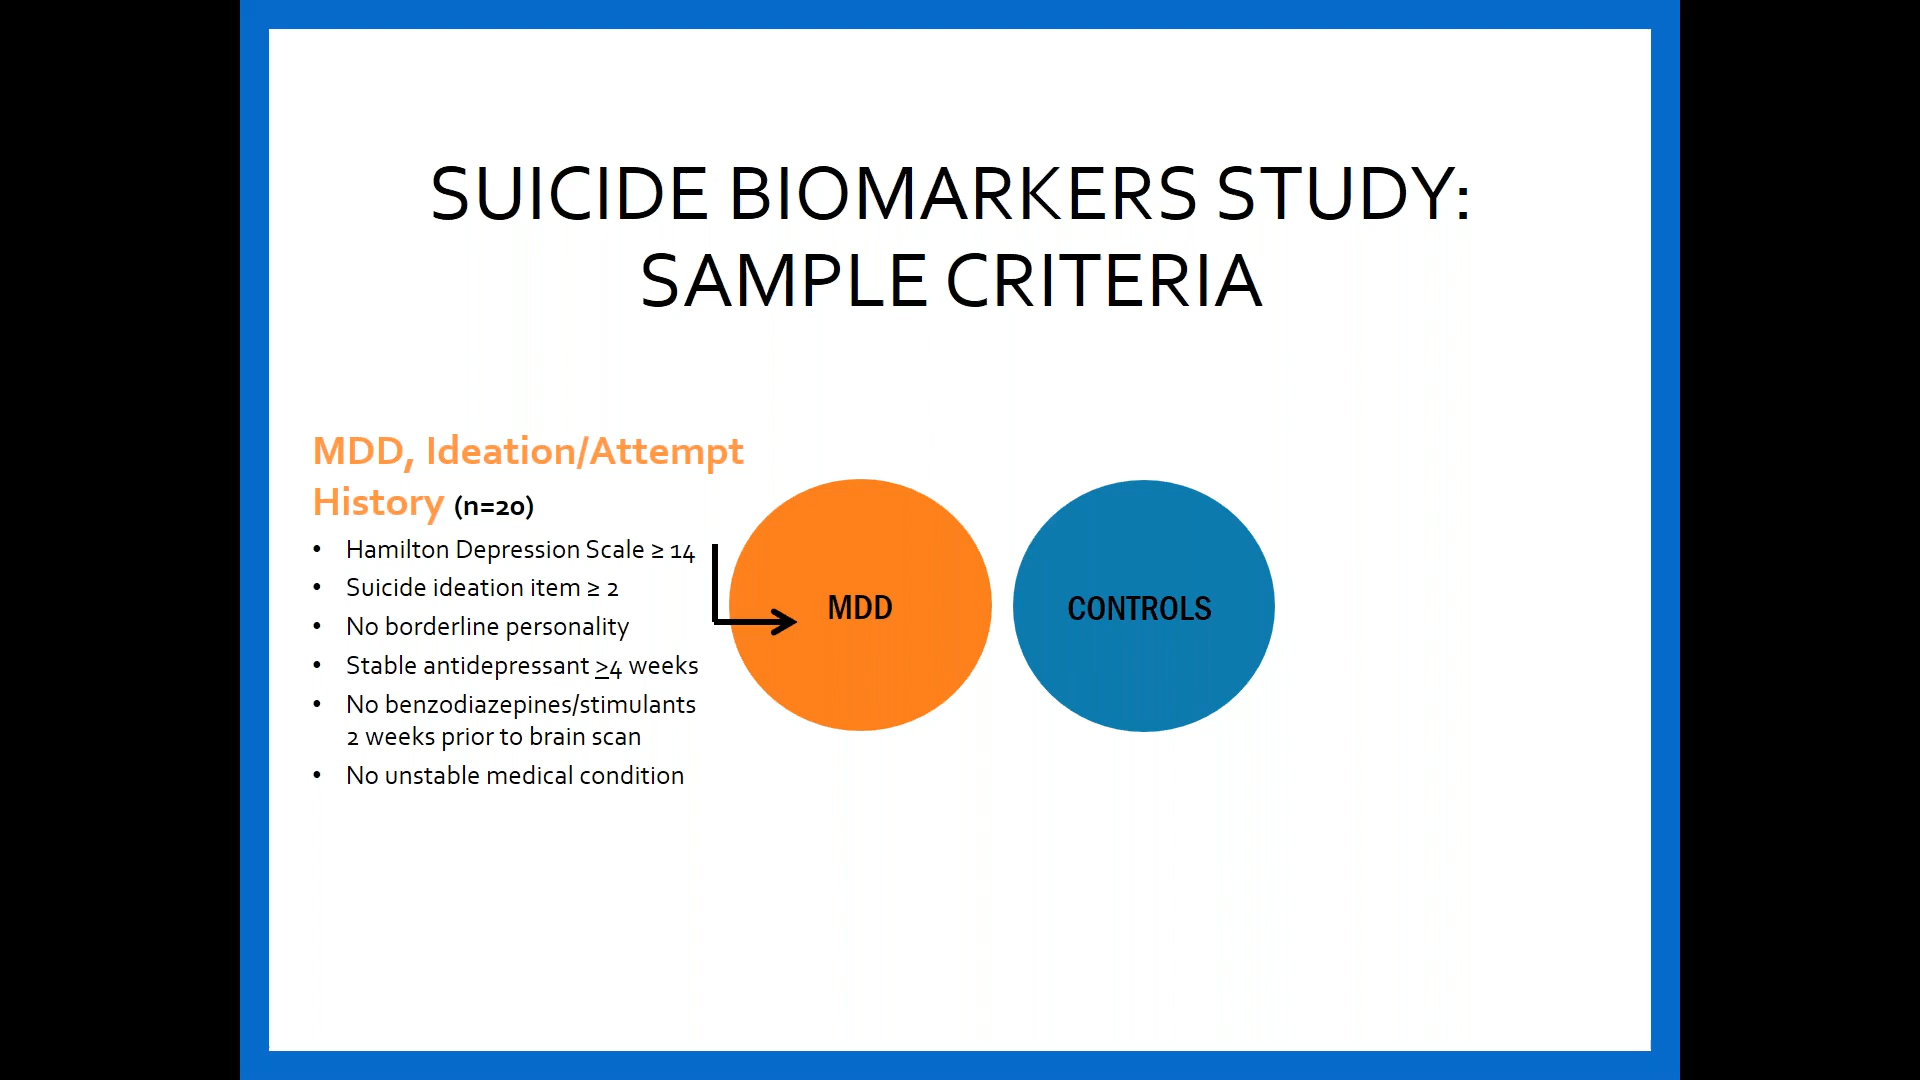 SUICIDE BIOMARKERS STUDY:
SAMPLE CRITERIA
MDD, Ideation/Attempt
History (n=20)
• Hamilton Depression Scale ≥ 14
• Suicide ideation item ≥ 2
• No borderline personality
• Stable antidepressant >4 weeks
• No benzodiazepines/stimulants
2 weeks prior to brain scan
• No unstable medical condition
MDD
CONTROLS